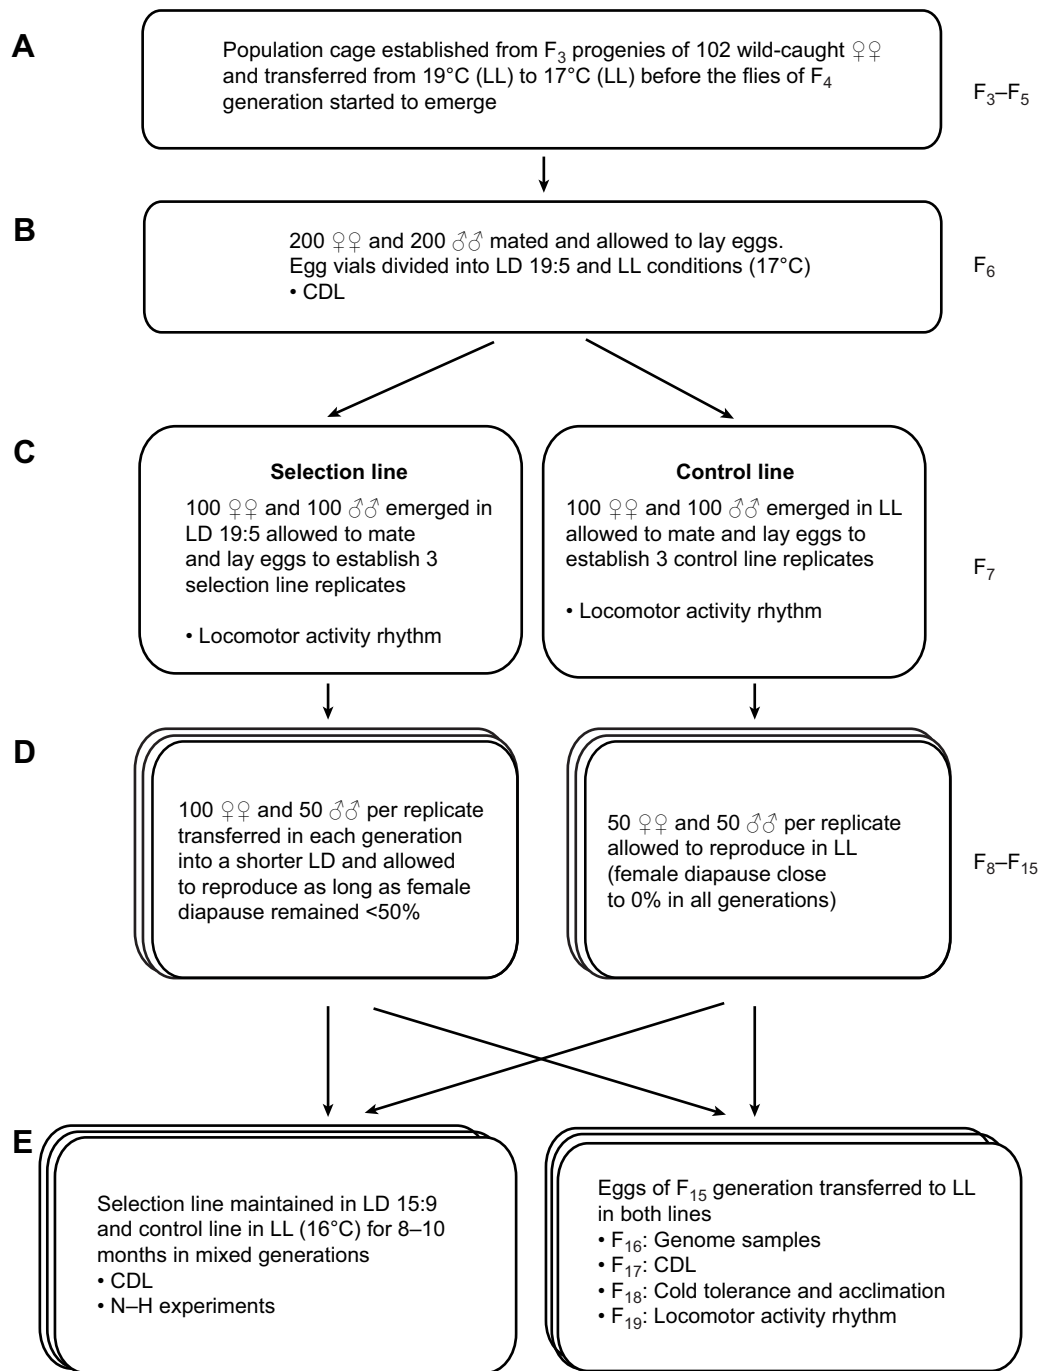 A
Population cage established from F3 progenies of 102 wild-caught ♀♀
and transferred from 19°C (LL) to 17°C (LL) before the flies of F4
generation started to emerge
F3–F5
B
200 ♀♀ and 200 ♂♂ mated and allowed to lay eggs.
Egg vials divided into LD 19:5 and LL conditions (17°C)
• CDL
F6
C
Selection line
100 ♀♀ and 100 ♂♂ emerged in
LD 19:5 allowed to mate
and lay eggs to establish 3
selection line replicates
• Locomotor activity rhythm
Control line
100 ♀♀ and 100 ♂♂ emerged in LL
allowed to mate and lay eggs to
establish 3 control line replicates
• Locomotor activity rhythm
F7
D
100 ♀♀ and 50 ♂♂ per replicate
transferred in each generation
into a shorter LD and allowed
to reproduce as long as female
diapause remained <50%
50 ♀♀ and 50 ♂♂ per replicate
allowed to reproduce in LL
(female diapause close
to 0% in all generations)
F8–F15
E
Selection line maintained in LD 15:9
and control line in LL (16°C) for 8–10
months in mixed generations
• CDL
• N–H experiments
Eggs of F15 generation transferred to LL
in both lines
• F16: Genome samples
• F17: CDL
• F18: Cold tolerance and acclimation
• F19: Locomotor activity rhythm